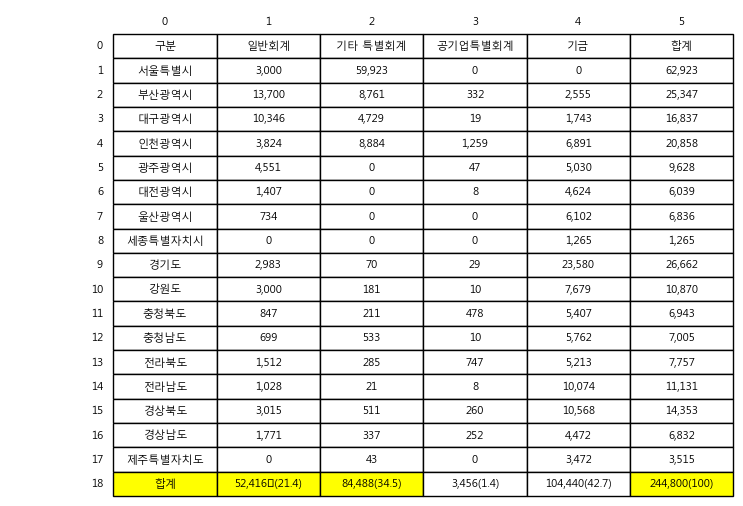 0 1 2 3 4 5
0 구분 일반회계 기타 특별회계 공기업특별회계 기금 합계
1 서울특별시 3,000 59,923 0 0 62,923
2 부산광역시 13,700 8,761 332 2,555 25,347
3 대구광역시 10,346 4,729 19 1,743 16,837
4 인천광역시 3,824 8,884 1,259 6,891 20,858
5 광주광역시 4,551 0 47 5,030 9,628
6 대전광역시 1,407 0 8 4,624 6,039
7 울산광역시 734 0 0 6,102 6,836
8 세종특별자치시 0 0 0 1,265 1,265
9 경기도 2,983 70 29 23,580 26,662
10 강원도 3,000 181 10 7,679 10,870
11 충청북도 847 211 478 5,407 6,943
12 충청남도 699 533 10 5,762 7,005
13 전라북도 1,512 285 747 5,213 7,757
14 전라남도 1,028 21 8 10,074 11,131
15 경상북도 3,015 511 260 10,568 14,353
16 경상남도 1,771 337 252 4,472 6,832
17 제주특별자치도 0 43 0 3,472 3,515
18 합계 52,416▯(21.4) 84,488(34.5) 3,456(1.4) 104,440(42.7) 244,800(100)